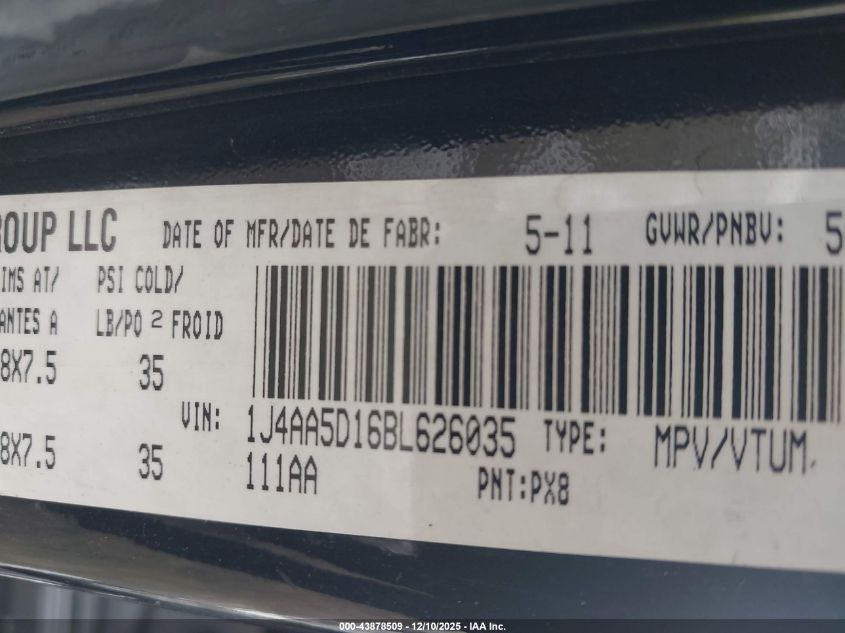 ROUP LLC DATE OF MFR/DATE DE FABR: 5-11 GVWR/PNBV: 5
IMS AT/ PSI COLD/
ANTES A LB/PO 2 FROID
8X7.5 35
VIN: 1J4AA5D16BL626035 TYPE: MPV/VTUM
8X7.5 35 111AA PNT:PX8
000-43878509 - 12/10/2025 - IAA Inc.